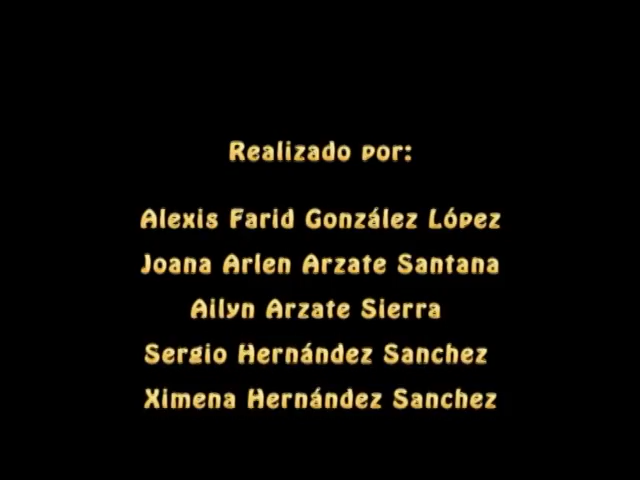 Realizado por:
Alexis Farid González López
Joana Arlen Arzate Santana
Ailyn Arzate Sierra
Sergio Hernández Sanchez
Ximena Hernández Sanchez